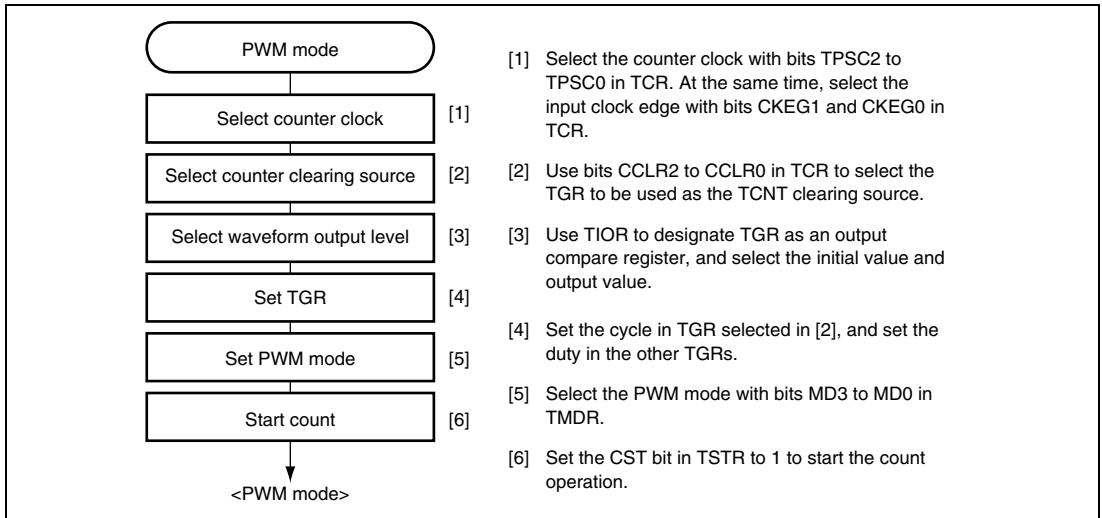 PWM mode
Select counter clock [1]
Select counter clearing source [2]
Select waveform output level [3]
Set TGR [4]
Set PWM mode [5]
Start count [6]
<PWM mode>
[1] Select the counter clock with bits TPSC2 to
TPSC0 in TCR. At the same time, select the
input clock edge with bits CKEG1 and CKEG0 in
TCR.
[2] Use bits CCLR2 to CCLR0 in TCR to select the
TGR to be used as the TCNT clearing source.
[3] Use TIOR to designate TGR as an output
compare register, and select the initial value and
output value.
[4] Set the cycle in TGR selected in [2], and set the
duty in the other TGRs.
[5] Select the PWM mode with bits MD3 to MD0 in
TMDR.
[6] Set the CST bit in TSTR to 1 to start the count
operation.